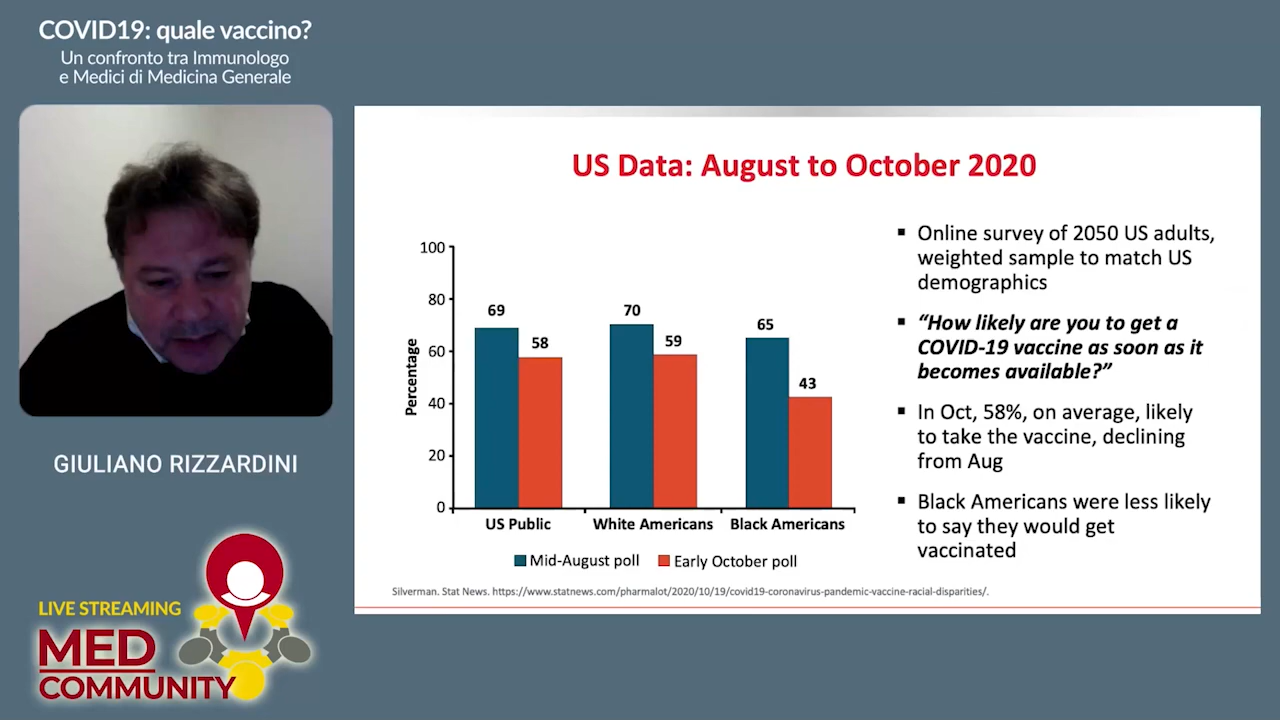 COVID19: quale vaccino?
Un confronto tra Immunologo
e Medici di Medicina Generale
GIULIANO RIZZARDINI
LIVE STREAMING
MED
COMMUNITY
US Data: August to October 2020
Percentage
100
80
60
40
20
0
69
58
70
59
65
43
US Public
White Americans
Black Americans
Mid-August poll
Early October poll
▪ Online survey of 2050 US adults,
weighted sample to match US
demographics
▪ “How likely are you to get a
COVID-19 vaccine as soon as it
becomes available?”
▪ In Oct, 58%, on average, likely
to take the vaccine, declining
from Aug
▪ Black Americans were less likely
to say they would get
vaccinated
Silverman. Stat News. https://www.statnews.com/pharmalot/2020/10/19/covid19-coronavirus-pandemic-vaccine-racial-disparities/.